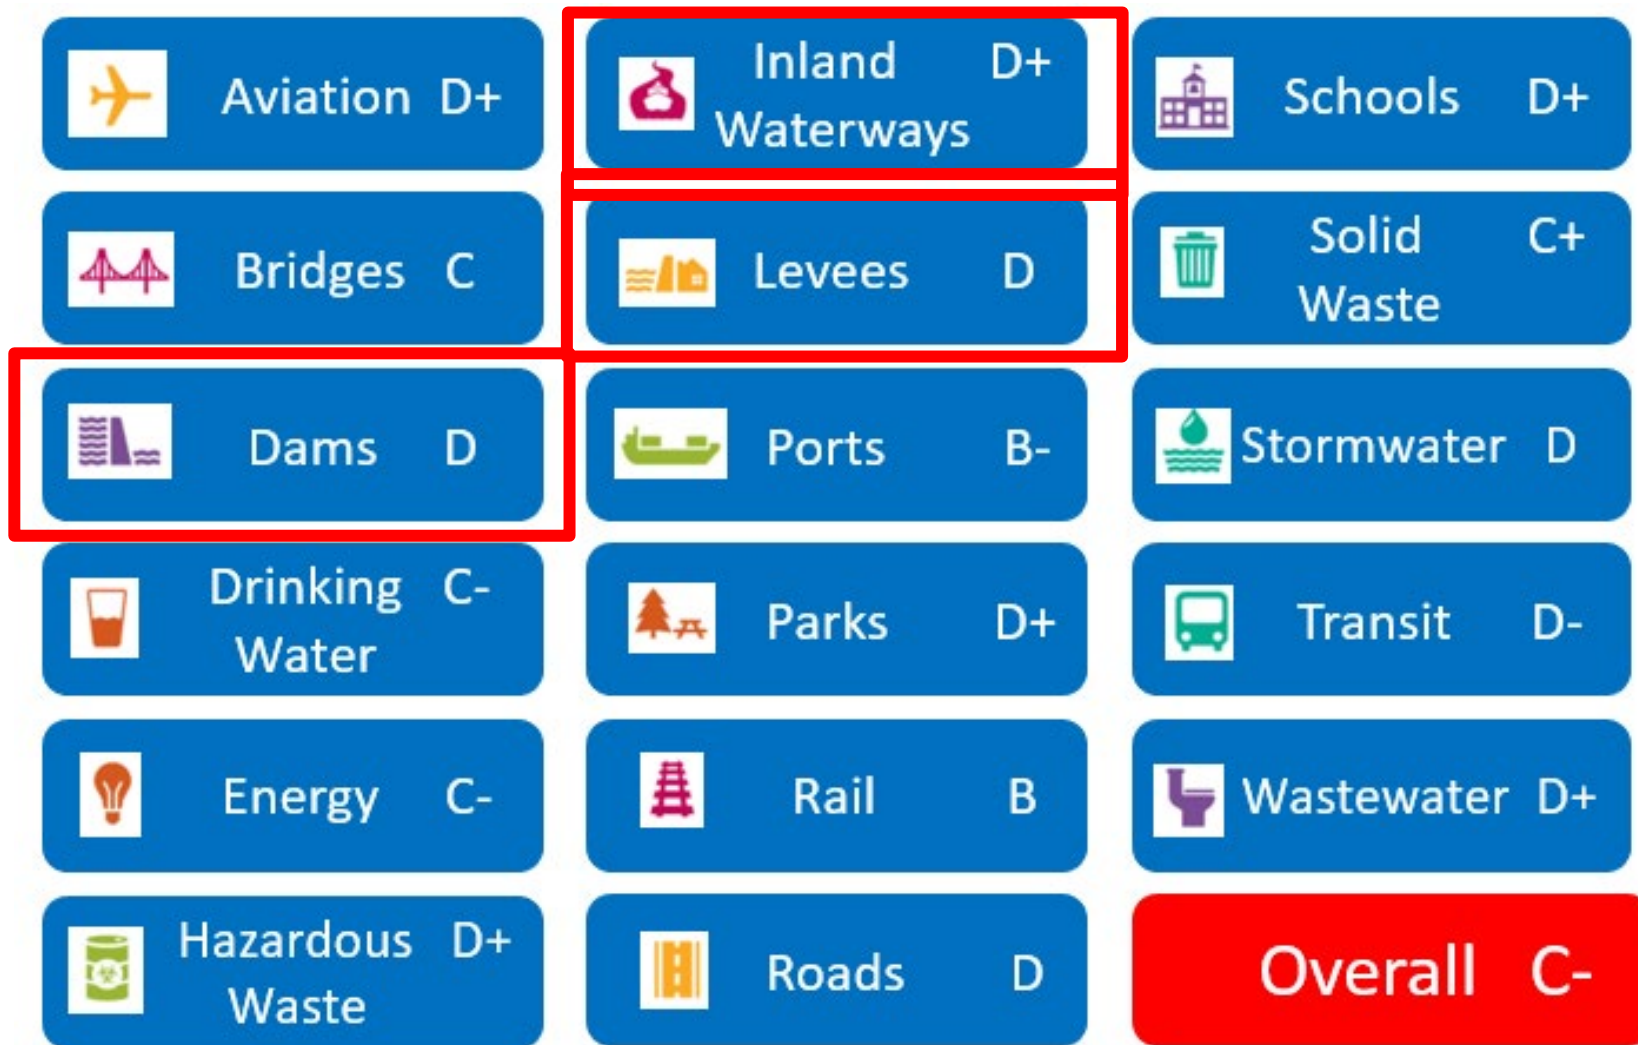 Aviation D+
Bridges C
Dams D
Drinking C-
Water
Energy C-
Hazardous D+
Waste
Inland D+
Waterways
Levees D
Ports B-
Parks D+
Rail B
Roads D
Schools D+
Solid C+
Waste
Stormwater D
Transit D-
Wastewater D+
Overall C-